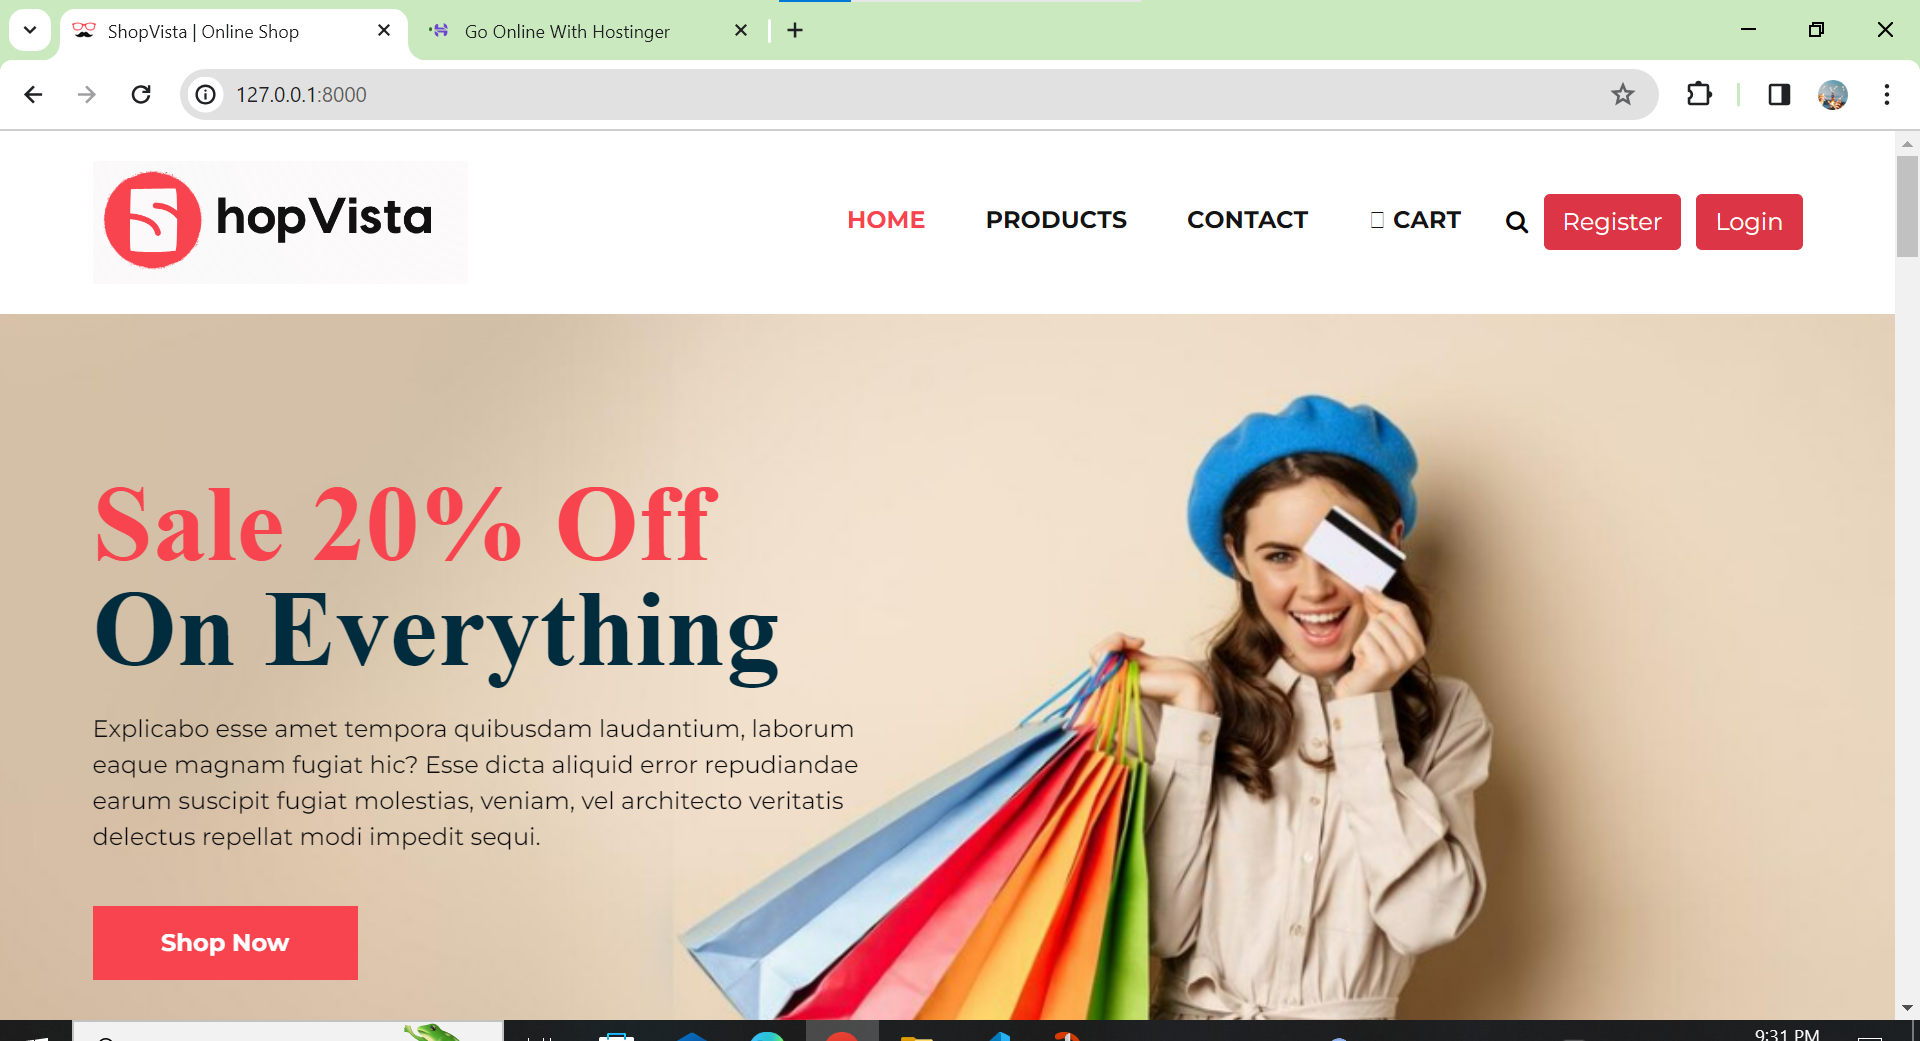 ShopVista | Online Shop
Go Online With Hostinger
127.0.0.1:8000
hopVista
HOME
PRODUCTS
CONTACT
CART
Register
Login
Sale 20% Off
On Everything
Explicabo esse amet tempora quibusdam laudantium, laborum
eaque magnam fugiat hic? Esse dicta aliquid error repudiandae
earum suscipit fugiat molestias, veniam, vel architecto veritatis
delectus repellat modi impedit sequi.
Shop Now
9:31 PM